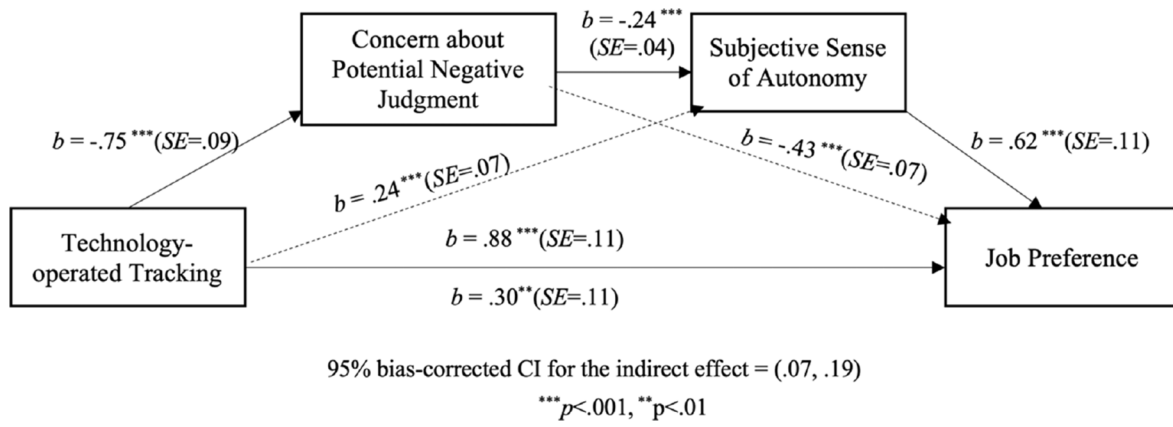 Concern about
Potential Negative
Judgment
b = -.24 ***
(SE=.04)
Subjective Sense
of Autonomy
b = -.75 ***(SE=.09)
b = .24***(SE=.07)
b = -.43 ***(SE=.07)
b = .62 ***(SE=.11)
Technology-
operated Tracking
b = .88 ***(SE=.11)
b = .30**(SE=.11)
Job Preference
95% bias-corrected CI for the indirect effect = (.07, .19)
***p<.001, **p<.01